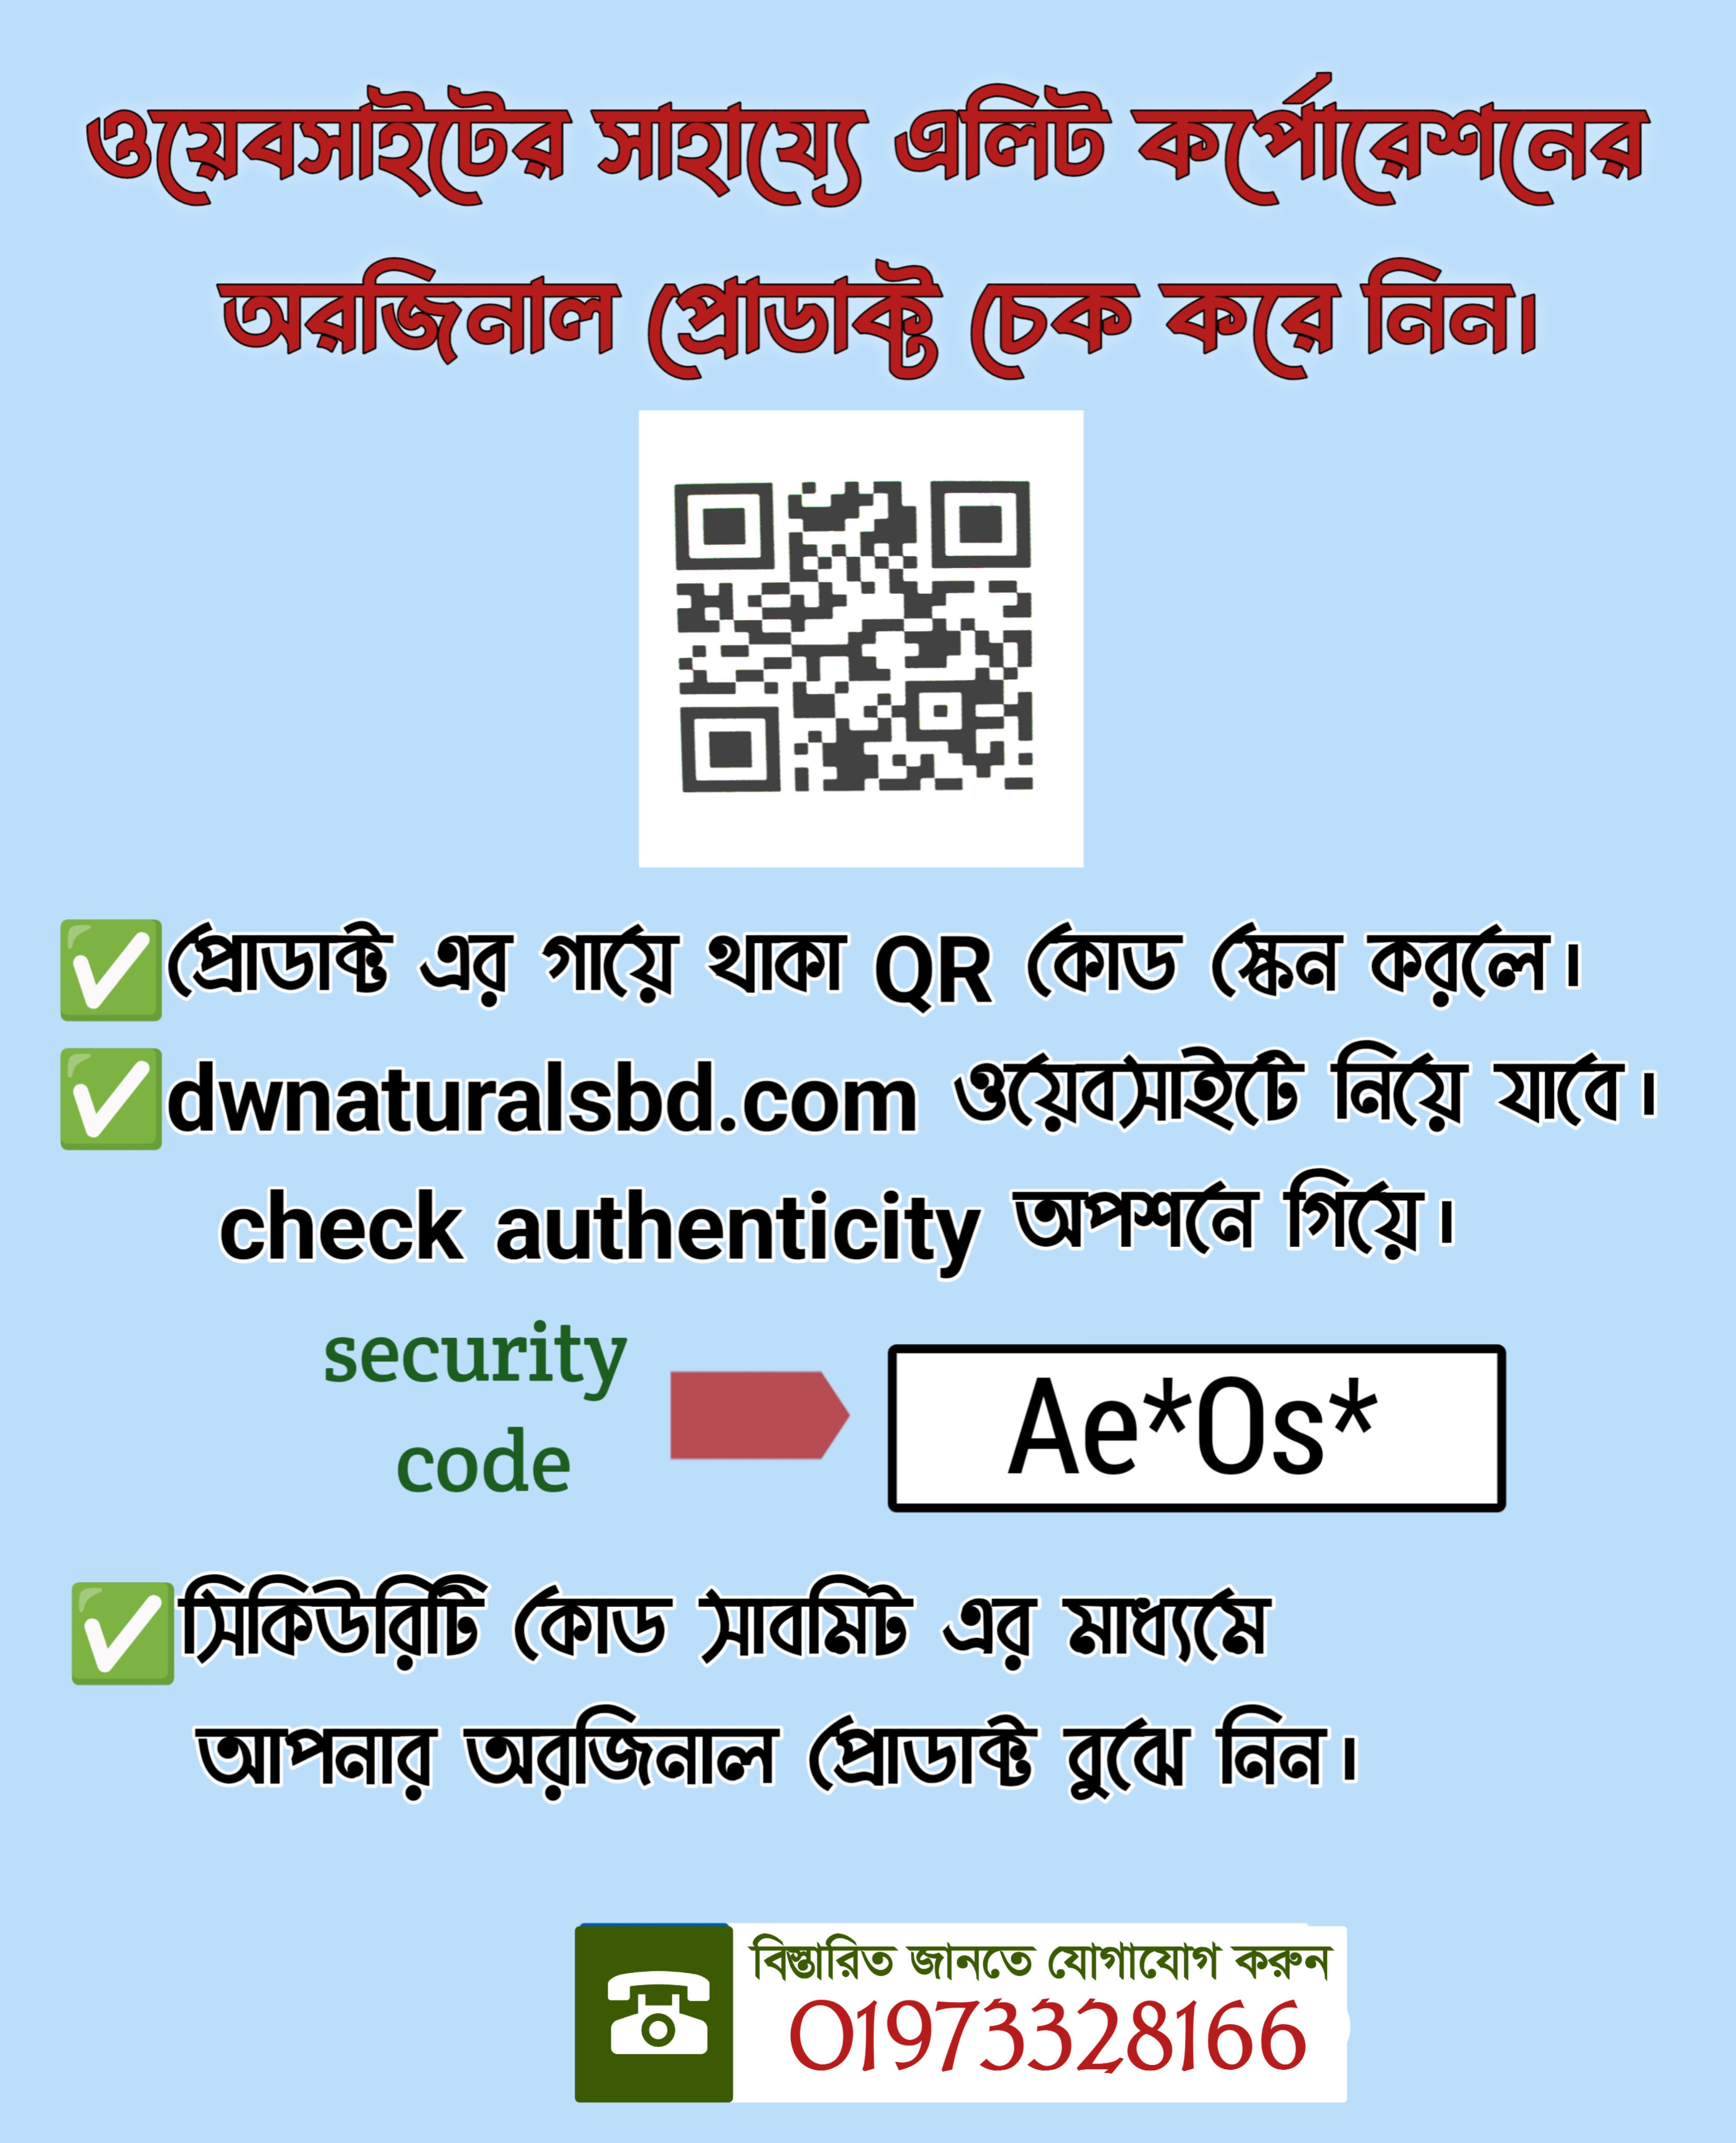 ওয়েবসাইটের সাহায্যে এলিট কর্পোরেশনের
অরজিনাল প্রোডাক্ট চেক করে নিন।
প্রোডাক্ট এর গায়ে থাকা QR কোড স্কেন করলে।
dwnaturalsbd.com ওয়েবসাইটে নিয়ে যাবে।
check authenticity অপশনে গিয়ে।
security
code
Ae*Os*
সিকিউরিটি কোড সাবমিট এর মাধ্যমে
আপনার অরজিনাল প্রোডাক্ট বুঝে নিন।
বিস্তারিত জানতে যোগাযোগ করুন
01973328166